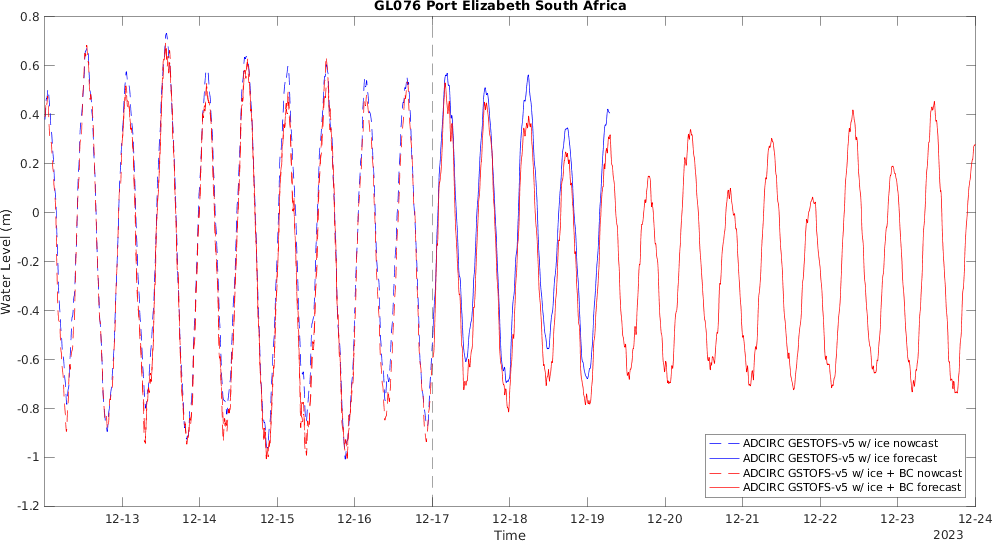 GL076 Port Elizabeth South Africa
0.8
0.6
0.4
0.2
0
-0.2
-0.4
-0.6
-0.8
-1
-1.2
Water Level (m)
ADCIRC GESTOFS-v5 w/ ice nowcast
ADCIRC GESTOFS-v5 w/ ice forecast
ADCIRC GSTOFS-v5 w/ ice + BC nowcast
ADCIRC GSTOFS-v5 w/ ice + BC forecast
12-13 12-14 12-15 12-16 12-17 12-18 12-19 12-20 12-21 12-22 12-23 12-24
Time
2023